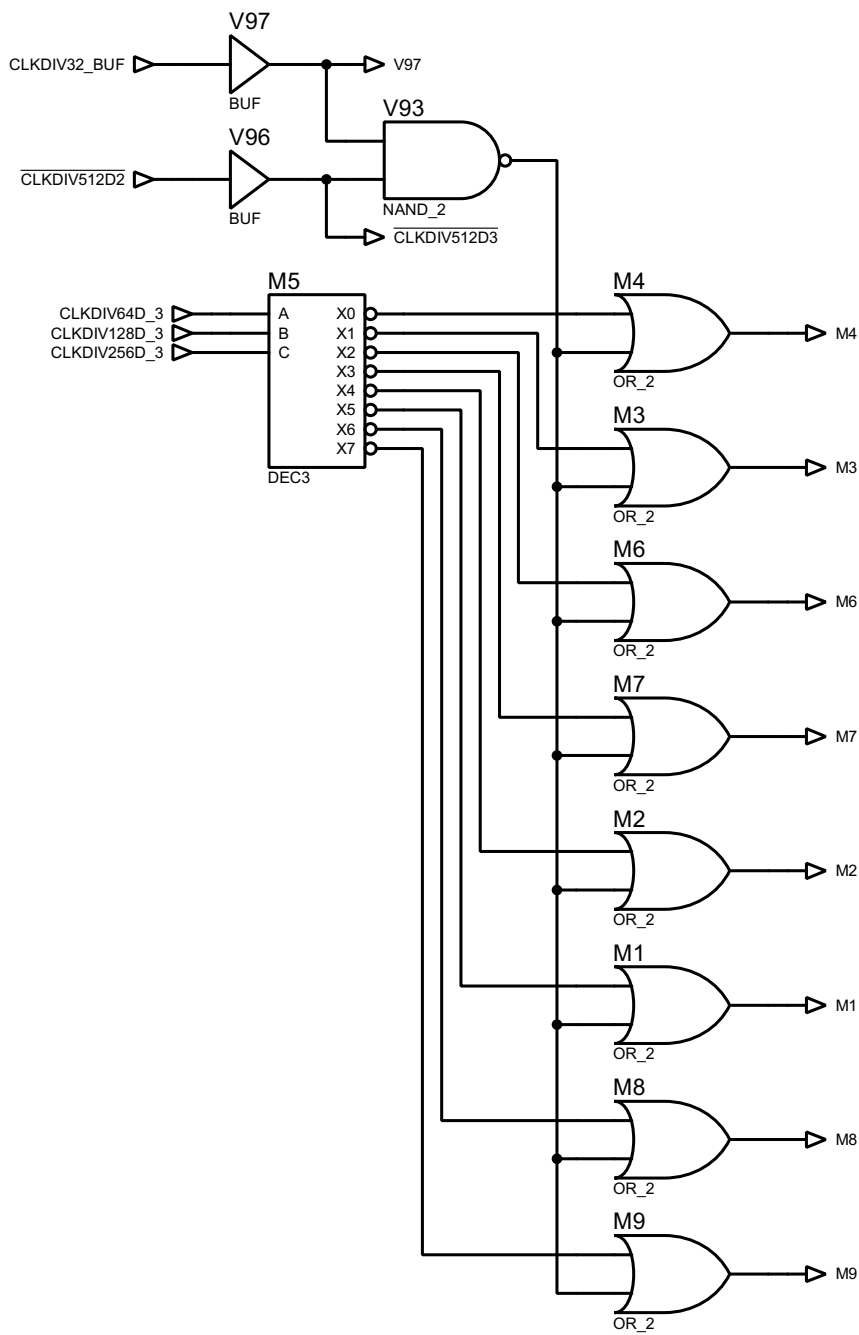 V97
CLKDIV32_BUF
V97
BUF
V93
V96
CLKDIV512D2
BUF
NAND_2
CLKDIV512D3
M5
M4
CLKDIV64D_3
A
X0
CLKDIV128D_3
B
X1
M4
CLKDIV256D_3
C
X2
X3
OR_2
X4
X5
X6
X7
DEC3
M3
M3
OR_2
M6
M6
OR_2
M7
M7
OR_2
M2
M2
OR_2
M1
M1
OR_2
M8
M8
OR_2
M9
M9
OR_2